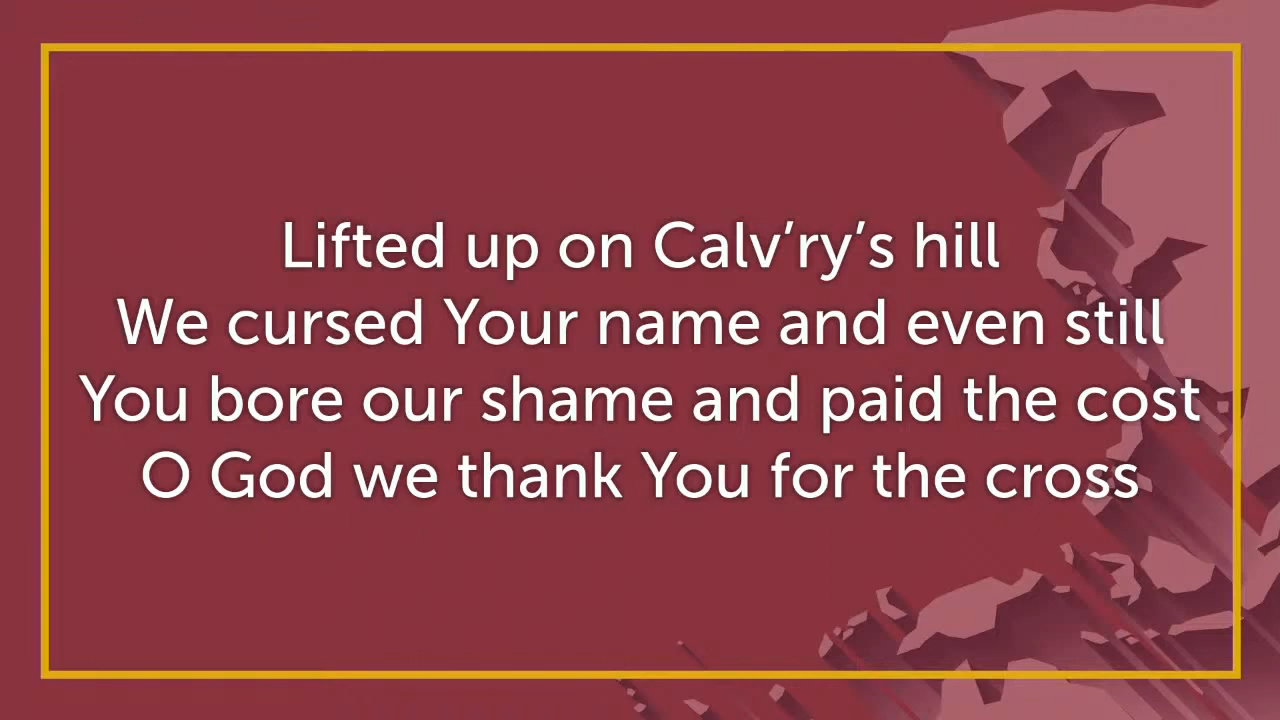 Lifted up on Calv’ry’s hill
We cursed Your name and even still
You bore our shame and paid the cost
O God we thank You for the cross